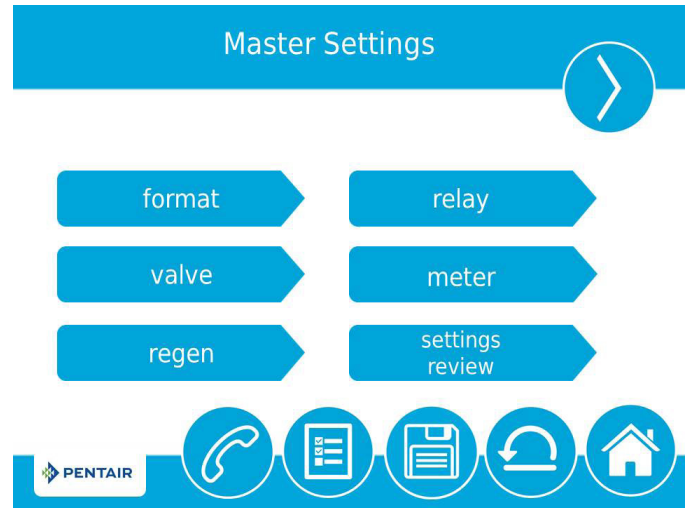 Master Settings
format
relay
valve
meter
regen
settings
review
PENTAIR